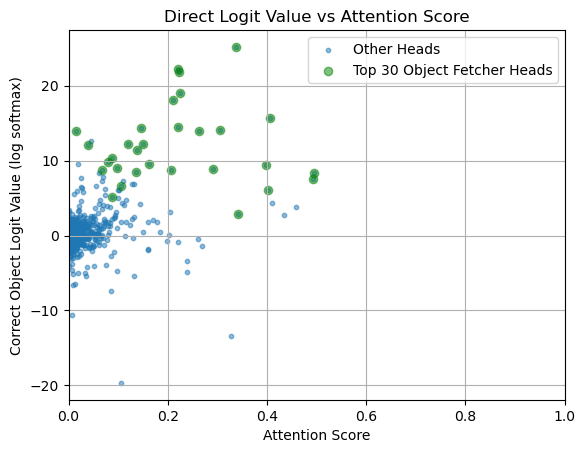 Direct Logit Value vs Attention Score
Other Heads
Top 30 Object Fetcher Heads
Correct Object Logit Value (log softmax)
20
10
0
−10
−20
0.0 0.2 0.4 0.6 0.8 1.0
Attention Score